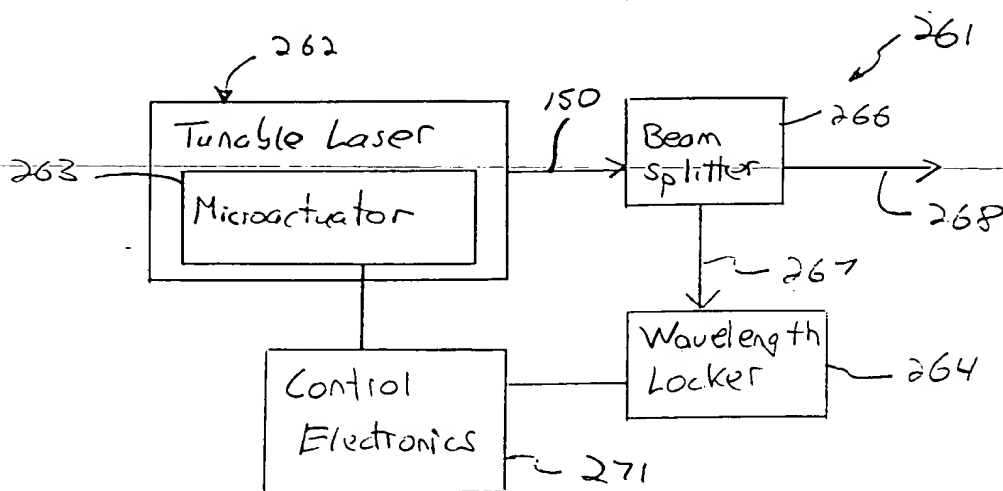 261
262
150
Tunable Laser
Beam
splitter
266
263
Microactuator
268
267
Wavelength
Locker
264
Control
Electronics
271